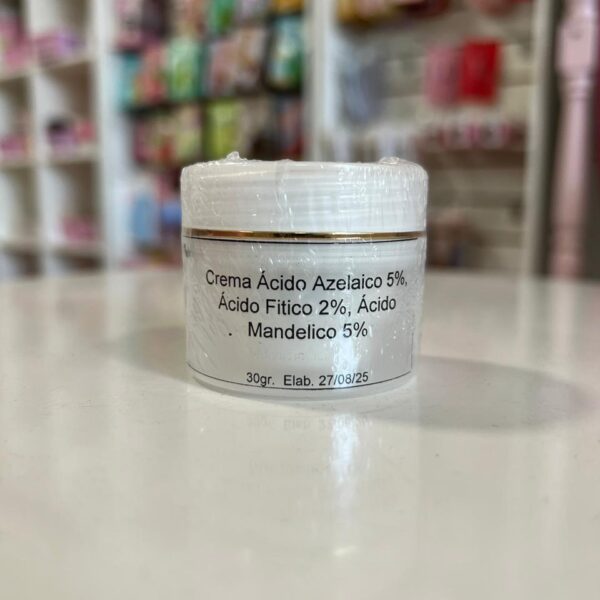 Crema Ácido Azelaico 5%,
Ácido Fitico 2%, Ácido
Mandelico 5%
30gr. Elab. 27/08/25